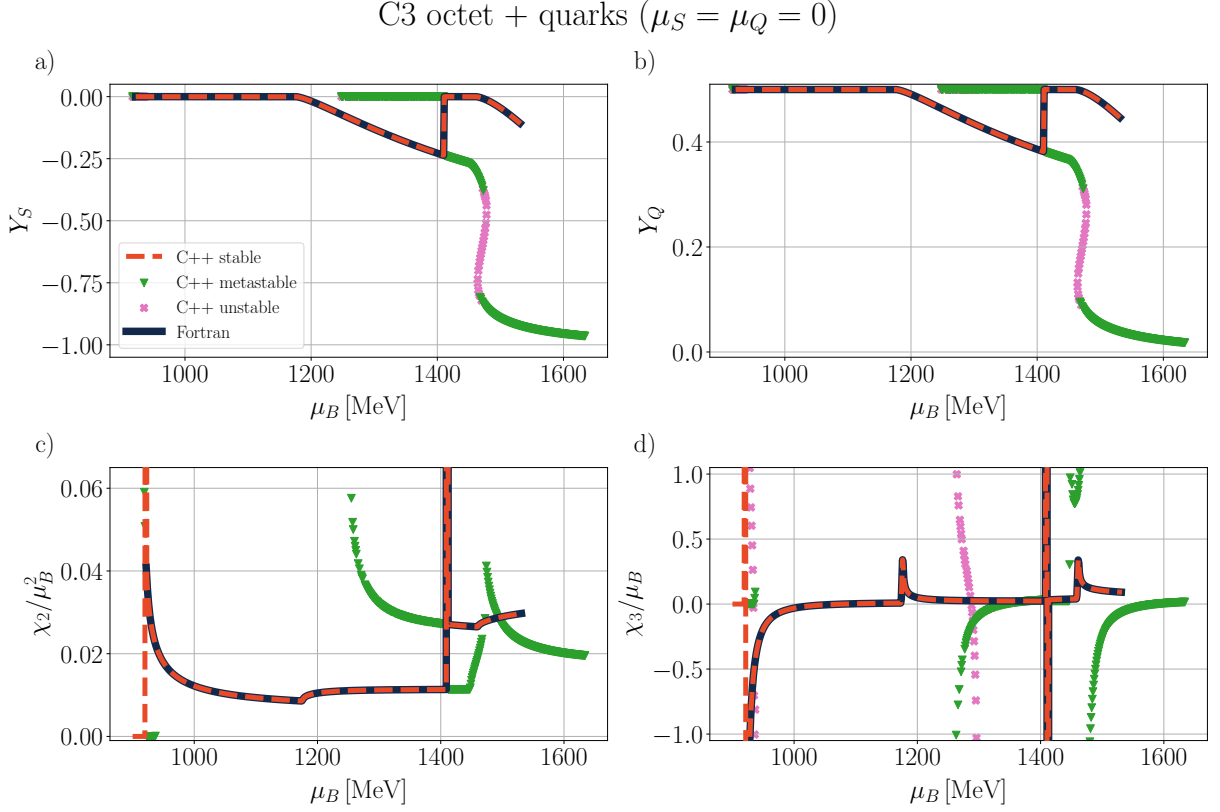 C3 octet + quarks (μ_S = μ_Q = 0)
a)
b)
0.00
−0.25
−0.50
−0.75
−1.00
Y_S
C++ stable
C++ metastable
C++ unstable
Fortran
1000
1200
1400
1600
μ_B [MeV]
0.4
0.2
0.0
Y_Q
1000
1200
1400
1600
μ_B [MeV]
c)
d)
0.06
0.04
0.02
0.00
χ_2/μ_B^2
1000
1200
1400
1600
μ_B [MeV]
1.0
0.5
0.0
−0.5
−1.0
χ_3/μ_B
1000
1200
1400
1600
μ_B [MeV]